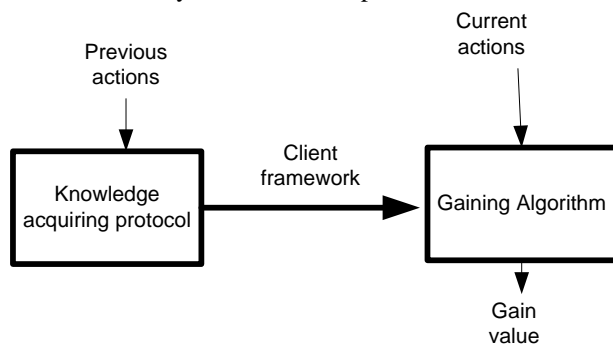 Previous
actions
Current
actions
Client
framework
Knowledge
acquiring protocol
Gaining Algorithm
Gain
value